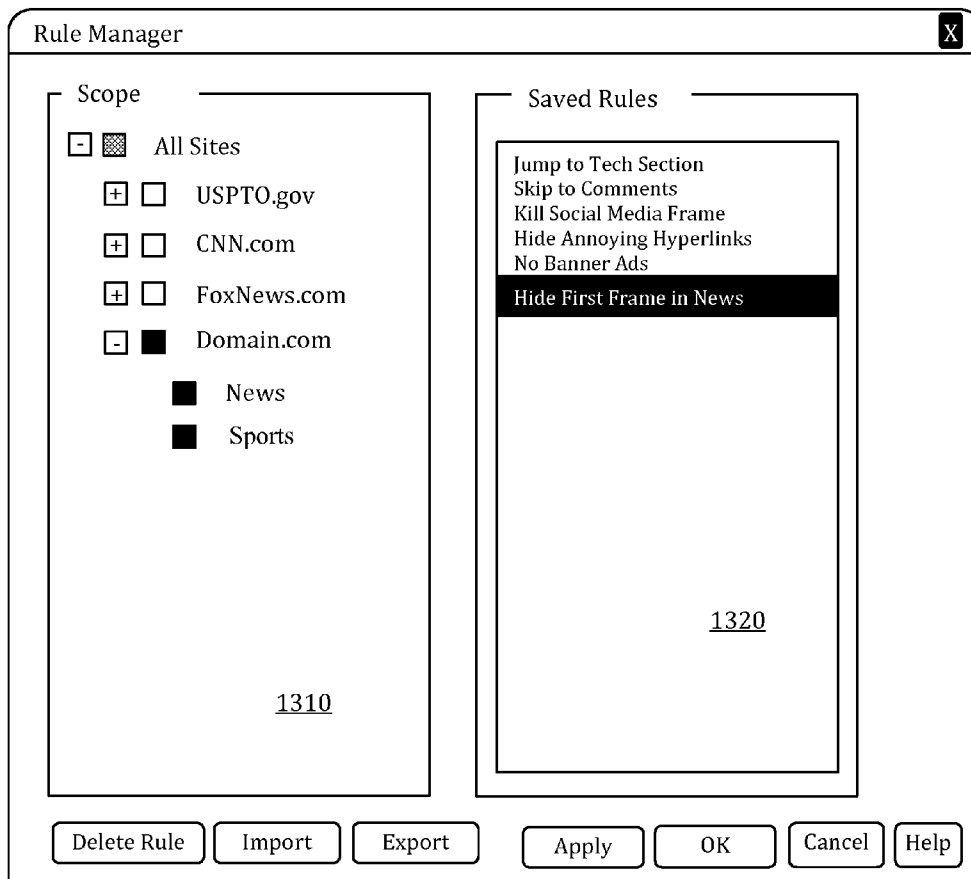 Rule Manager
X
Scope
- All Sites
+ USPTO.gov
+ CNN.com
+ FoxNews.com
- Domain.com
News
Sports
1310
Saved Rules
Jump to Tech Section
Skip to Comments
Kill Social Media Frame
Hide Annoying Hyperlinks
No Banner Ads
Hide First Frame in News
1320
Delete Rule
Import
Export
Apply
OK
Cancel
Help